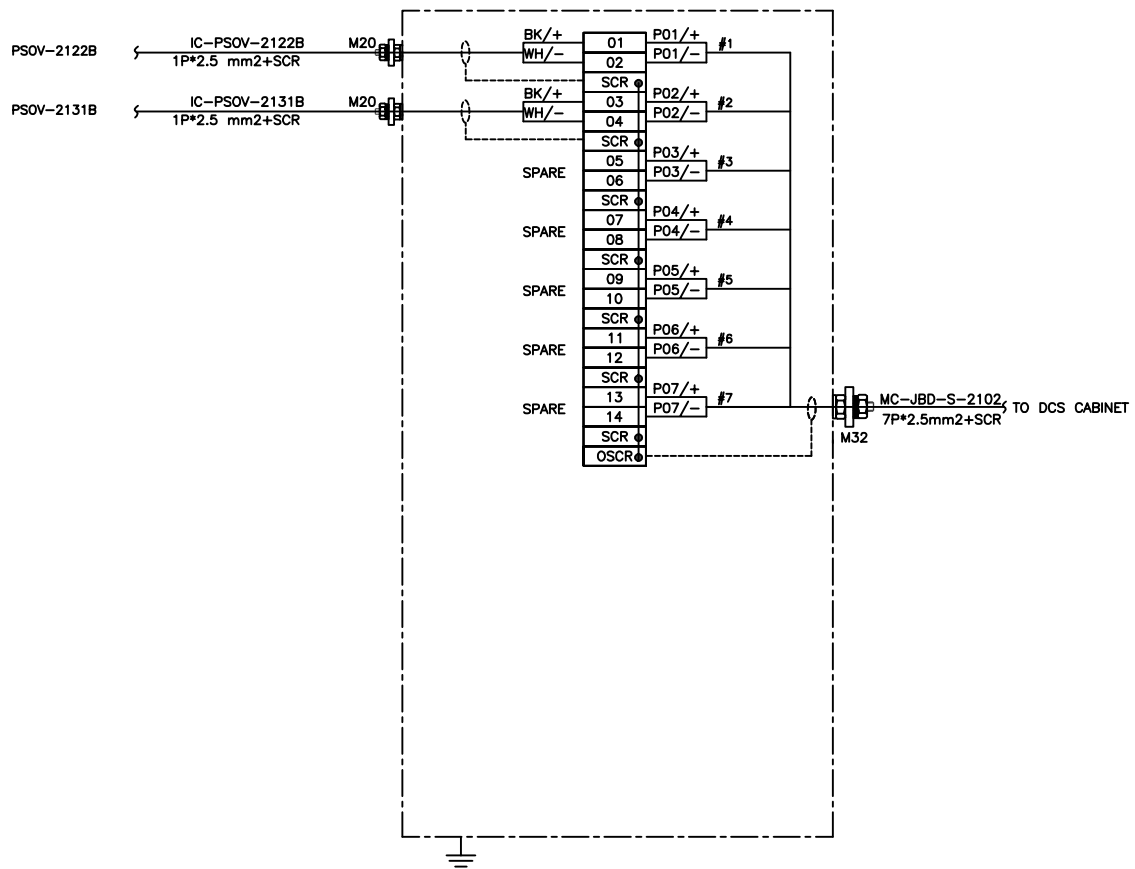 PSOV-2122B
IC-PSOV-2122B
1P*2.5 mm2+SCR
M20
BK/+
WH/-
01
02
SCR
P01/+
P01/-
#1
PSOV-2131B
IC-PSOV-2131B
1P*2.5 mm2+SCR
M20
BK/+
WH/-
03
04
SCR
P02/+
P02/-
#2
SPARE
05
06
SCR
P03/+
P03/-
#3
SPARE
07
08
SCR
P04/+
P04/-
#4
SPARE
09
10
SCR
P05/+
P05/-
#5
SPARE
11
12
SCR
P06/+
P06/-
#6
SPARE
13
14
SCR
OSCR
P07/+
P07/-
#7
M32
MC-JBD-S-2102
7P*2.5mm2+SCR
TO DCS CABINET